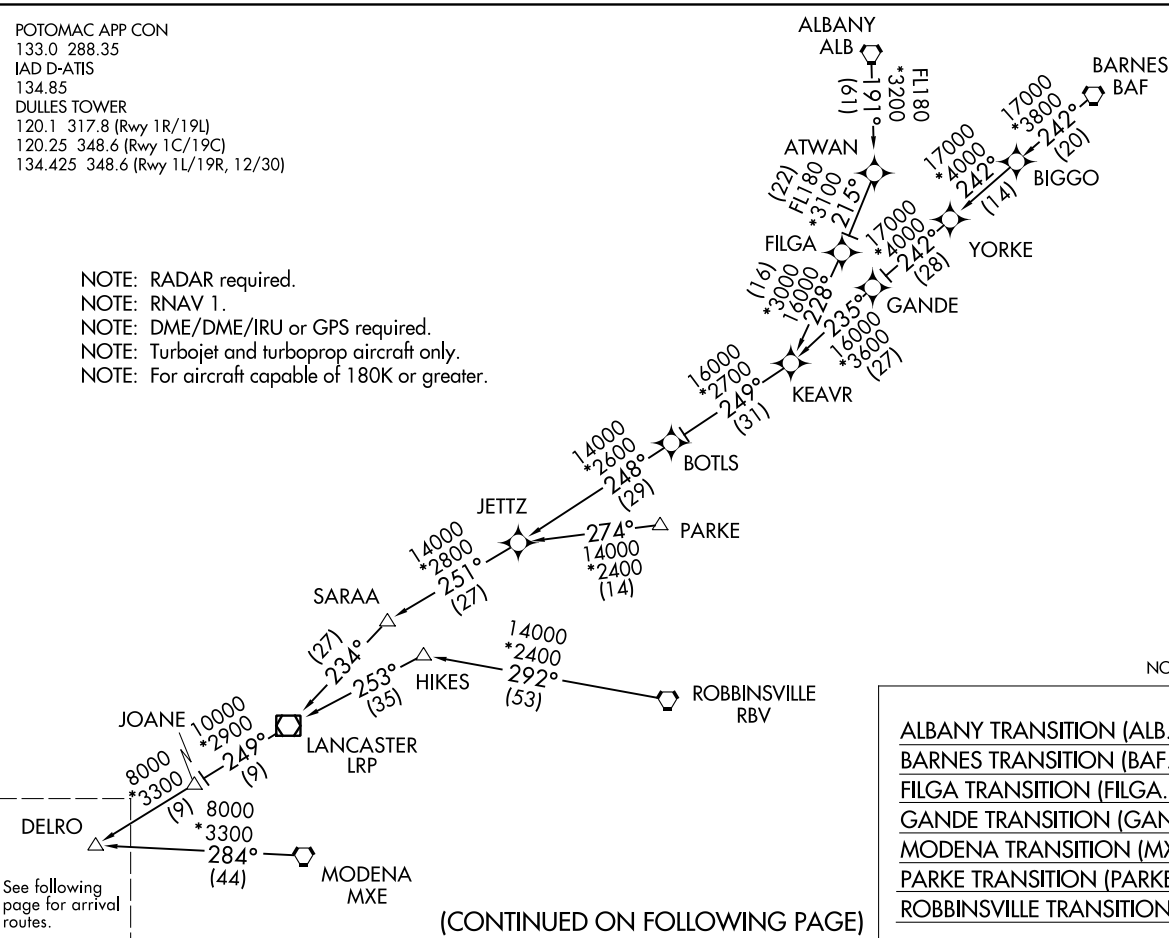 POTOMAC APP CON
133.0 288.35
IAD D-ATIS
134.85
DULLES TOWER
120.1 317.8 (Rwy 1R/19L)
120.25 348.6 (Rwy 1C/19C)
134.425 348.6 (Rwy 1L/19R, 12/30)
NOTE: RADAR required.
NOTE: RNAV 1.
NOTE: DME/DME/IRU or GPS required.
NOTE: Turbojet and turboprop aircraft only.
NOTE: For aircraft capable of 180K or greater.
ALBANY
ALB
FL180
*3200
191°
(61)
BARNES
BAF
17000
*3800
242°
(20)
BIGGO
17000
*4000
242°
(14)
YORKE
17000
*4000
242°
(28)
GANDE
ATWAN
(22)
FL180
*3100
215°
FILGA
(16)
*3000
16000
228°
235°
16000
*3600
(27)
KEAVR
16000
*2700
249°
(31)
BOTLS
14000
*2600
248°
(29)
JETTZ
274°
14000
*2400
(14)
PARKE
14000
*2800
251°
(27)
SARAA
(27)
234°
253°
(35)
HIKES
14000
*2400
292°
(53)
ROBBINSVILLE
RBV
LANCASTER
LRP
JOANE
10000
*2900
249°
(9)
8000
*3300
(9)
DELRO
8000
*3300
284°
(44)
MODENA
MXE
See following
page for arrival
routes.
(CONTINUED ON FOLLOWING PAGE)
NO
ALBANY TRANSITION (ALB.
BARNES TRANSITION (BAF.
FILGA TRANSITION (FILGA.
GANDE TRANSITION (GAN
MODENA TRANSITION (MX
PARKE TRANSITION (PARKE
ROBBINSVILLE TRANSITION